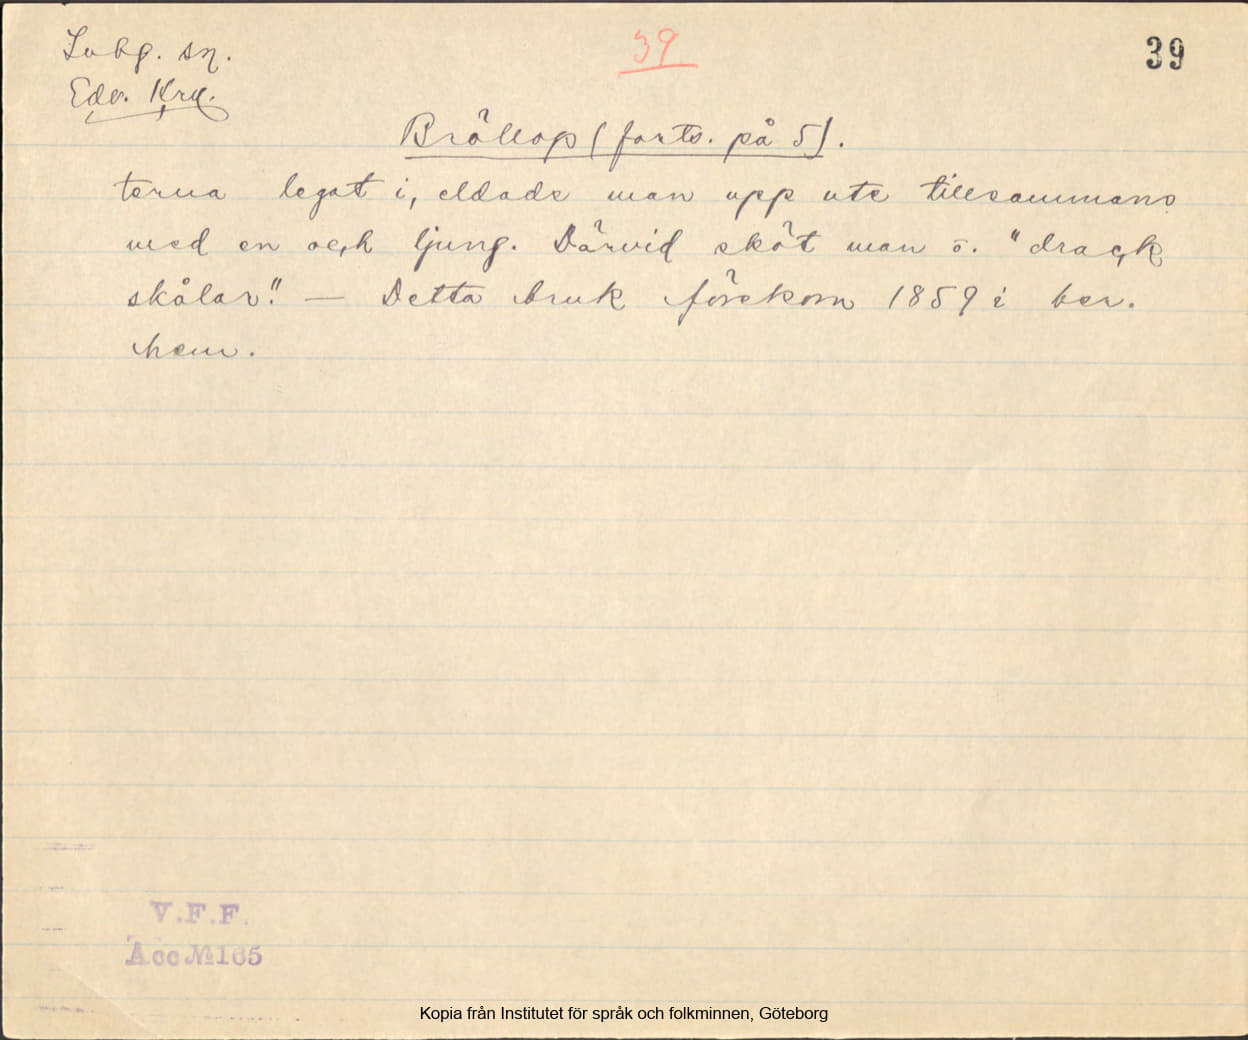 39
39
Lvbg. sn.
Edv. Krq.
Bröllop (forts. på 5).
terna legat i, eldade man upp ute tillsammans
med en och ljung. Därvid sköt man o. "drack
skålar." — Detta bruk förekom 1859 i ber.
hem.
V.F.F.
Acc №165
Kopia från Institutet för språk och folkminnen, Göteborg